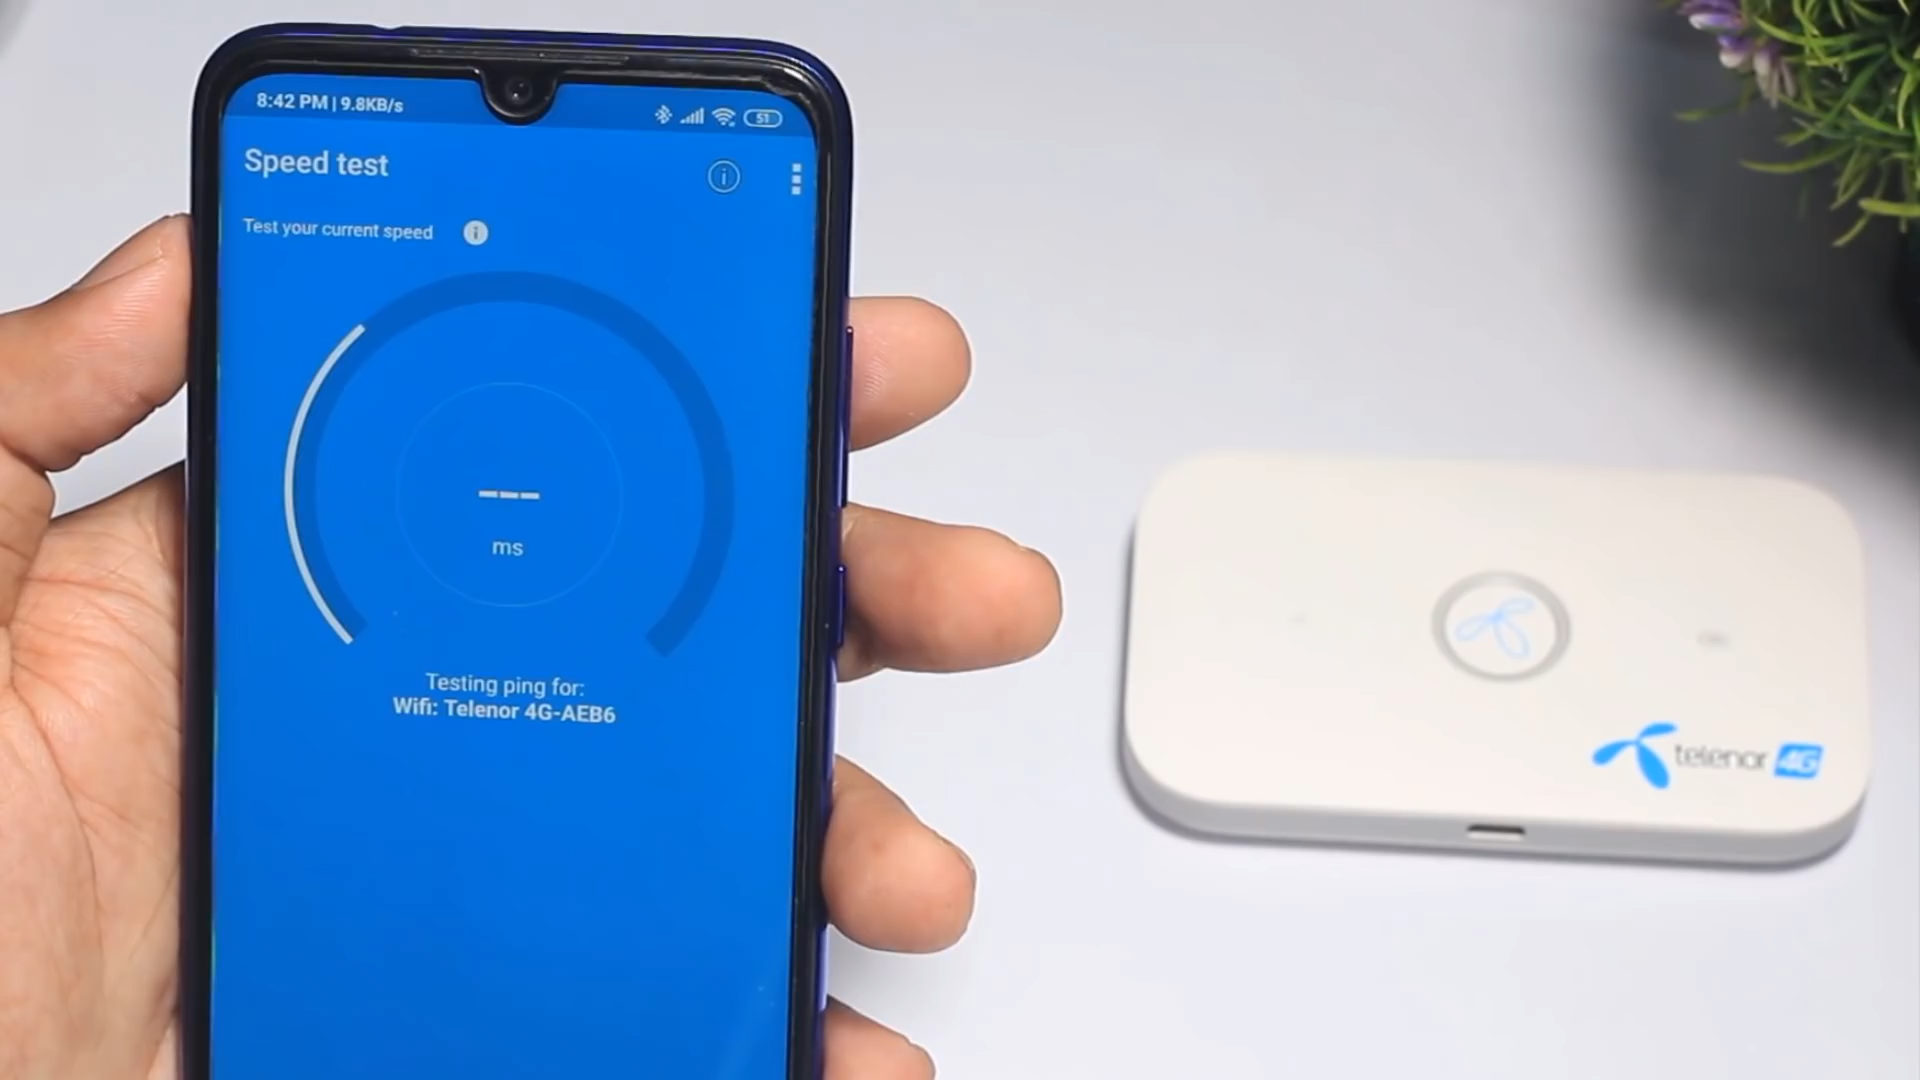 8:42 PM | 9.8KB/s
51
Speed test
Test your current speed
---
ms
Testing ping for:
Wifi: Telenor 4G-AEB6
telenor 4G